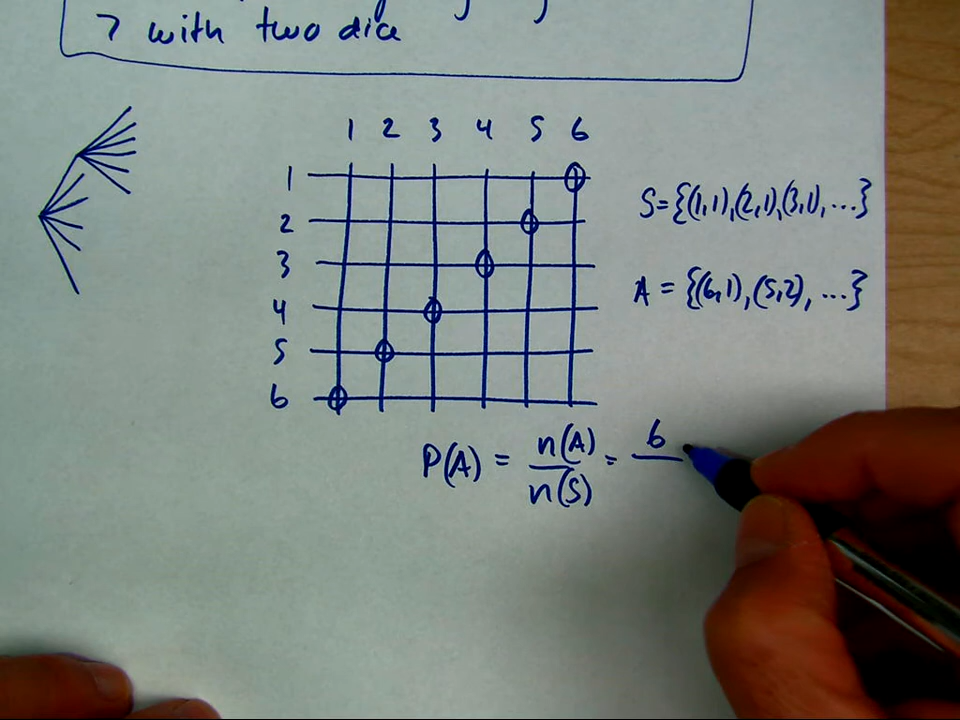 7 with two dice
1 2 3 4 5 6
1
2
3
4
5
6
S={(1,1),(2,1),(3,1),...}
A = {(6,1),(5,2), ...}
P(A) = n(A)/n(S) = 6